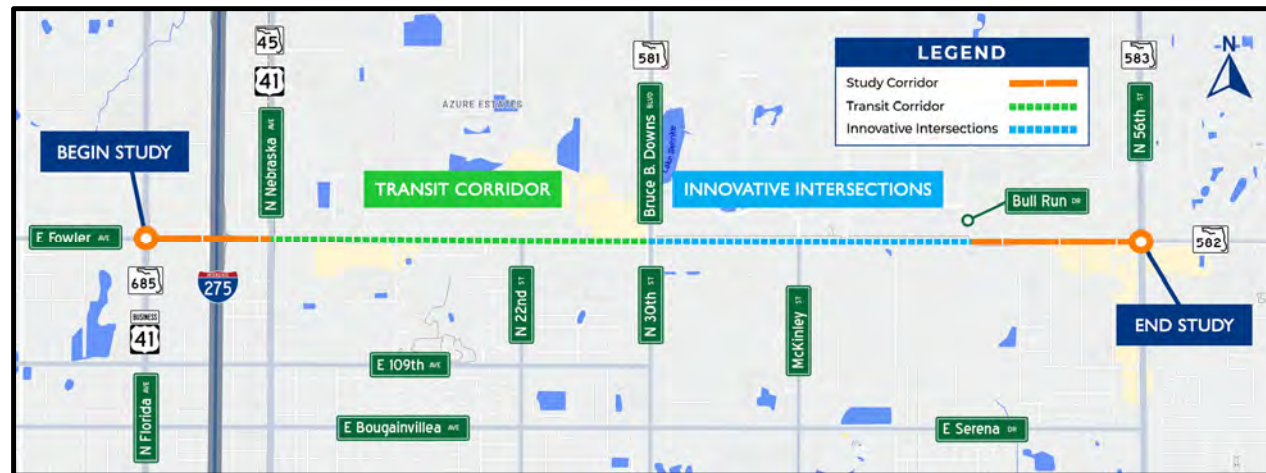 45
41
581
LEGEND
Study Corridor
Transit Corridor
Innovative Intersections
583
N
AZURE ESTATES
N Nebraska AVE
Bruce B. Downs BLVD
Lake Behnke
N 56th ST
BEGIN STUDY
TRANSIT CORRIDOR
INNOVATIVE INTERSECTIONS
Bull Run DR
E Fowler AVE
582
685
275
N 22nd ST
N 30th ST
McKinley ST
END STUDY
BUSINESS
41
E 109th AVE
N Florida AVE
E Bougainvillea AVE
E Serena DR